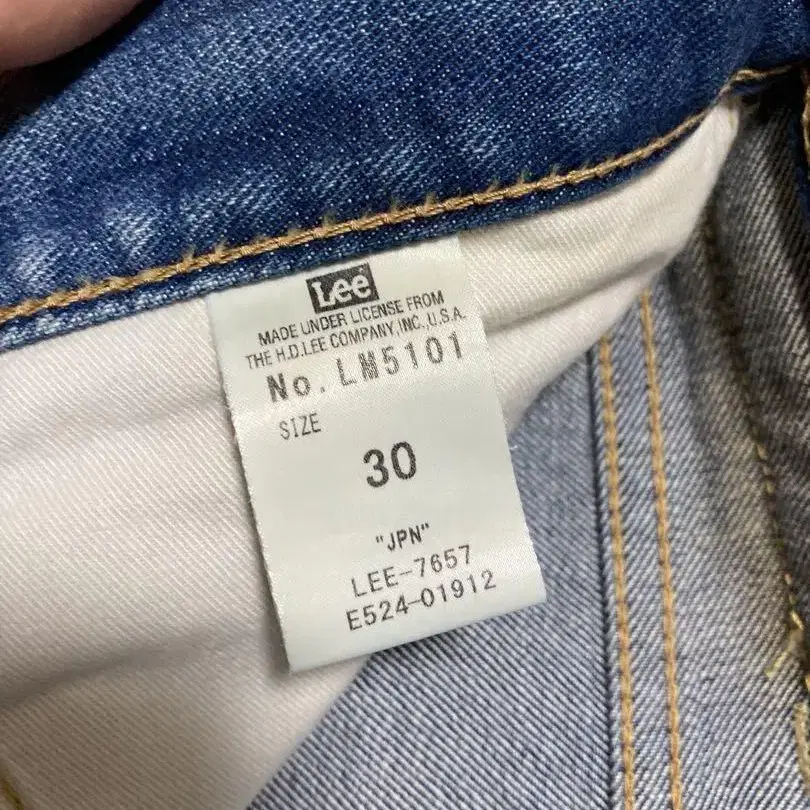 Lee
MADE UNDER LICENSE FROM
THE H.D.LEE COMPANY,INC.,U.S.A.
No. LM5101
SIZE
30
"JPN"
LEE-7657
E524-01912